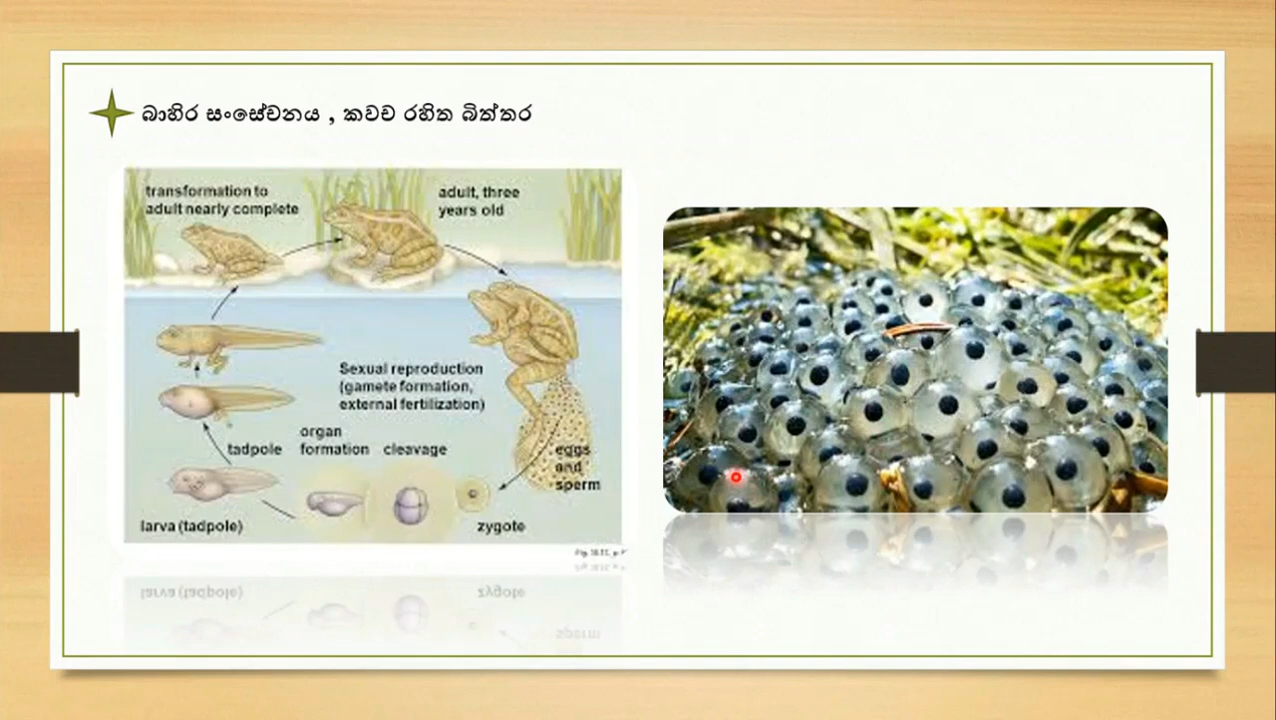 බාහිර සංසේචනය , කවච රහිත බිත්තර
transformation to
adult nearly complete
adult, three
years old
Sexual reproduction
(gamete formation,
external fertilization)
organ
tadpole formation cleavage
eggs
and
sperm
larva (tadpole)
zygote